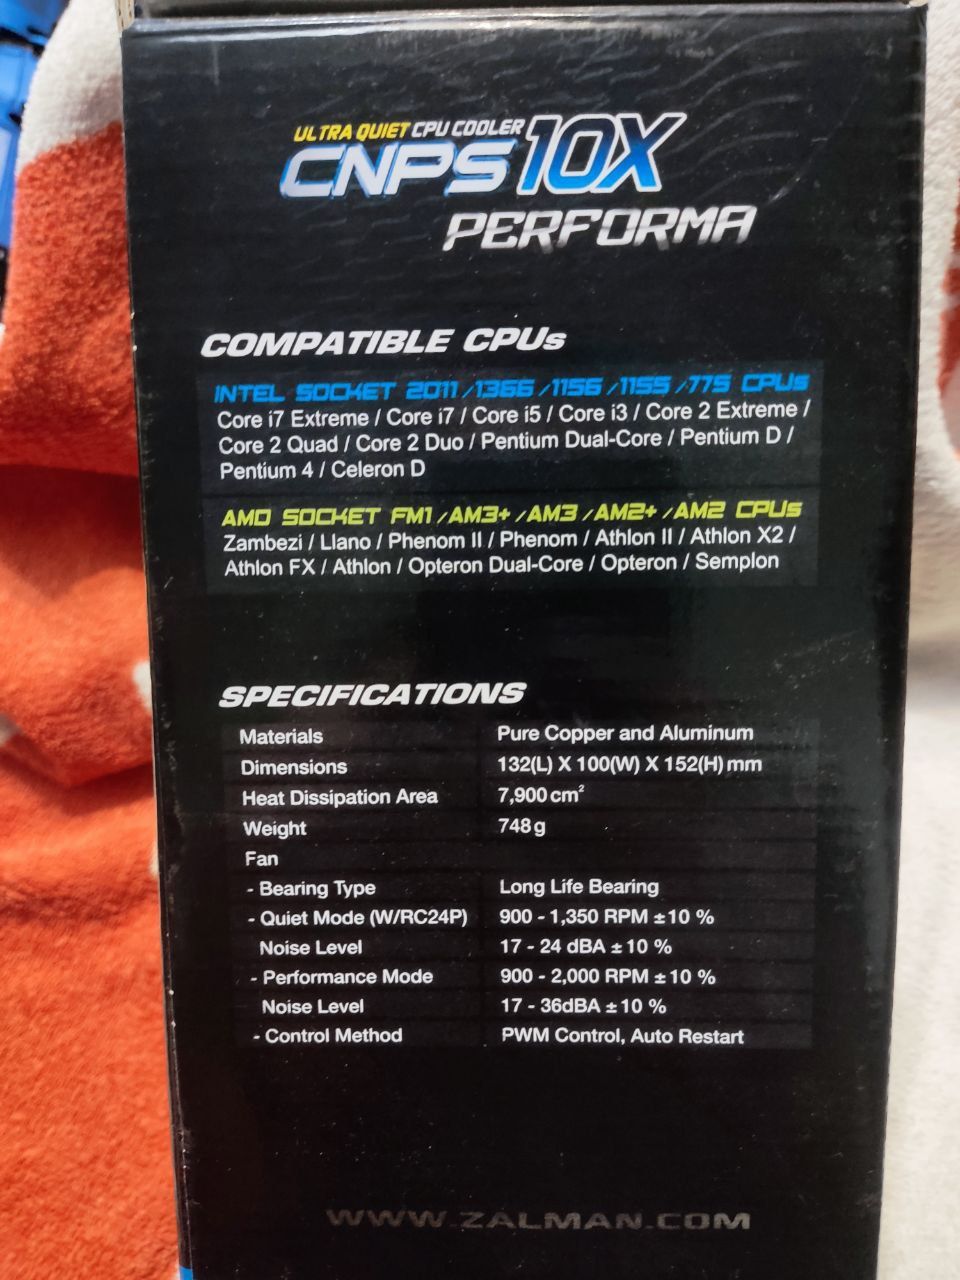 ULTRA QUIET CPU COOLER
CNPS10X
PERFORMA
COMPATIBLE CPUs
INTEL SOCKET 2011 / 1366 / 1156 / 1155 / 775 CPUs
Core i7 Extreme / Core i7 / Core i5 / Core i3 / Core 2 Extreme /
Core 2 Quad / Core 2 Duo / Pentium Dual-Core / Pentium D /
Pentium 4 / Celeron D
AMD SOCKET FM1 / AM3+ / AM3 / AM2+ / AM2 CPUs
Zambezi / Llano / Phenom II / Phenom / Athlon II / Athlon X2 /
Athlon FX / Athlon / Opteron Dual-Core / Opteron / Semplon
SPECIFICATIONS
Materials Pure Copper and Aluminum
Dimensions 132(L) X 100(W) X 152(H) mm
Heat Dissipation Area 7,900 cm²
Weight 748 g
Fan
- Bearing Type Long Life Bearing
- Quiet Mode (W/RC24P) 900 - 1,350 RPM ±10 %
Noise Level 17 - 24 dBA ±10 %
- Performance Mode 900 - 2,000 RPM ±10 %
Noise Level 17 - 36dBA ±10 %
- Control Method PWM Control, Auto Restart
WWW.ZALMAN.COM